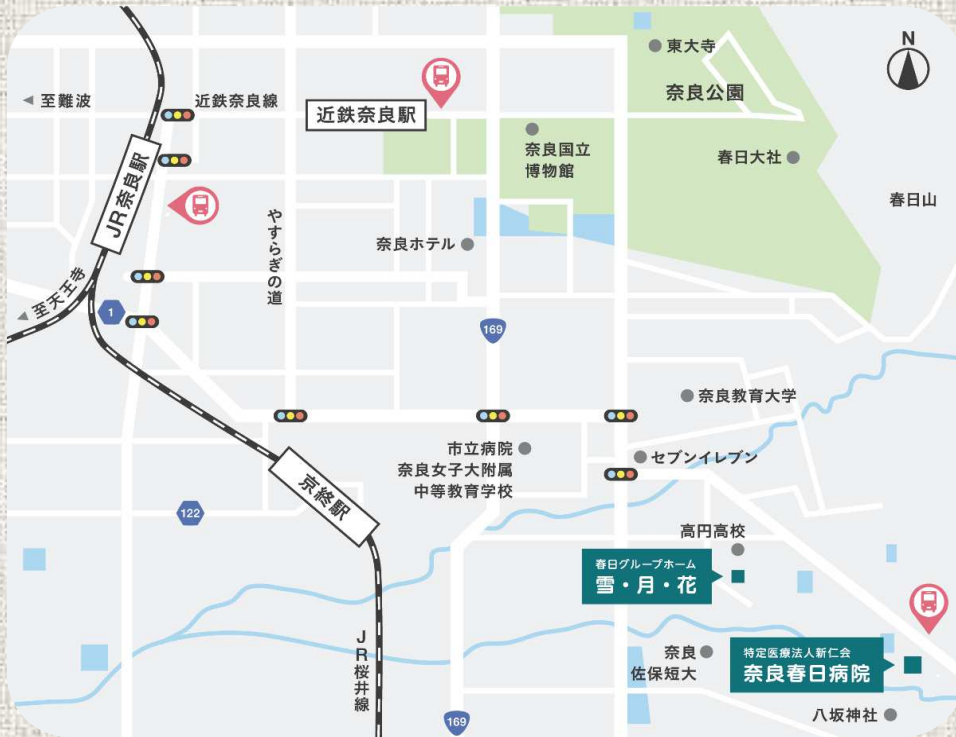 N
東大寺
◀ 至難波
近鉄奈良線
近鉄奈良駅
奈良公園
奈良国立
博物館
春日大社
JR奈良駅
春日山
やすらぎの道
奈良ホテル
◀ 至天王寺
1
169
奈良教育大学
市立病院
奈良女子大附属
中等教育学校
セブンイレブン
京終駅
122
高円高校
春日グループホーム
雪・月・花
JR桜井線
奈良
佐保短大
特定医療法人新仁会
奈良春日病院
169
八坂神社